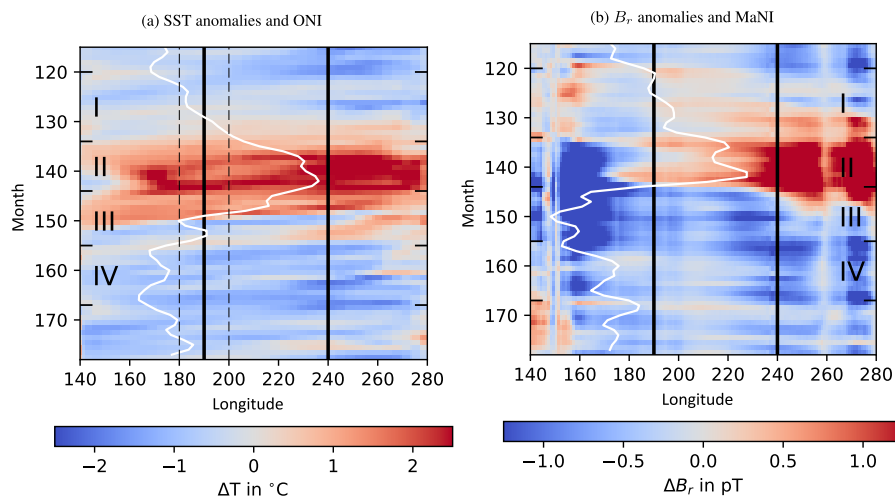 (a) SST anomalies and ONI
120
130
140
150
160
170
Month
I
II
III
IV
140 160 180 200 220 240 260 280
Longitude
−2 −1 0 1 2
ΔT in °C
(b) B_r anomalies and MaNI
120
130
140
150
160
170
Month
I
II
III
IV
140 160 180 200 220 240 260 280
Longitude
−1.0 −0.5 0.0 0.5 1.0
ΔB_r in pT